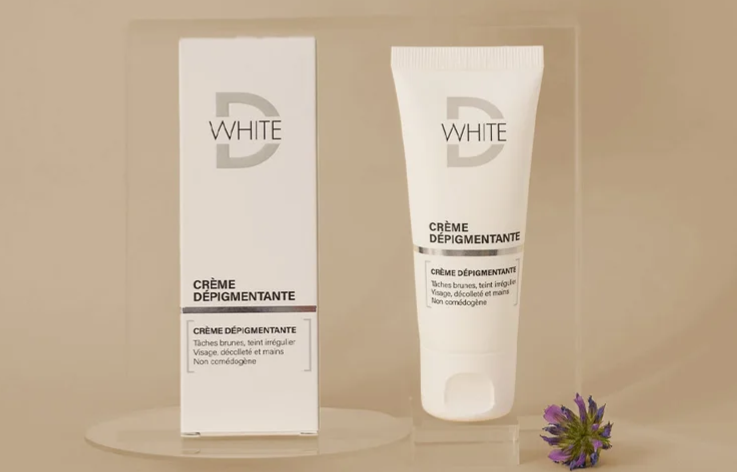 D
WHITE
CRÈME
DÉPIGMENTANTE
CRÈME DÉPIGMENTANTE
Tâches brunes, teint irrégulier
Visage, décolleté et mains
Non comédogène
D
WHITE
CRÈME
DÉPIGMENTANTE
CRÈME DÉPIGMENTANTE
Tâches brunes, teint irrégulier
Visage, décolleté et mains
Non comédogène